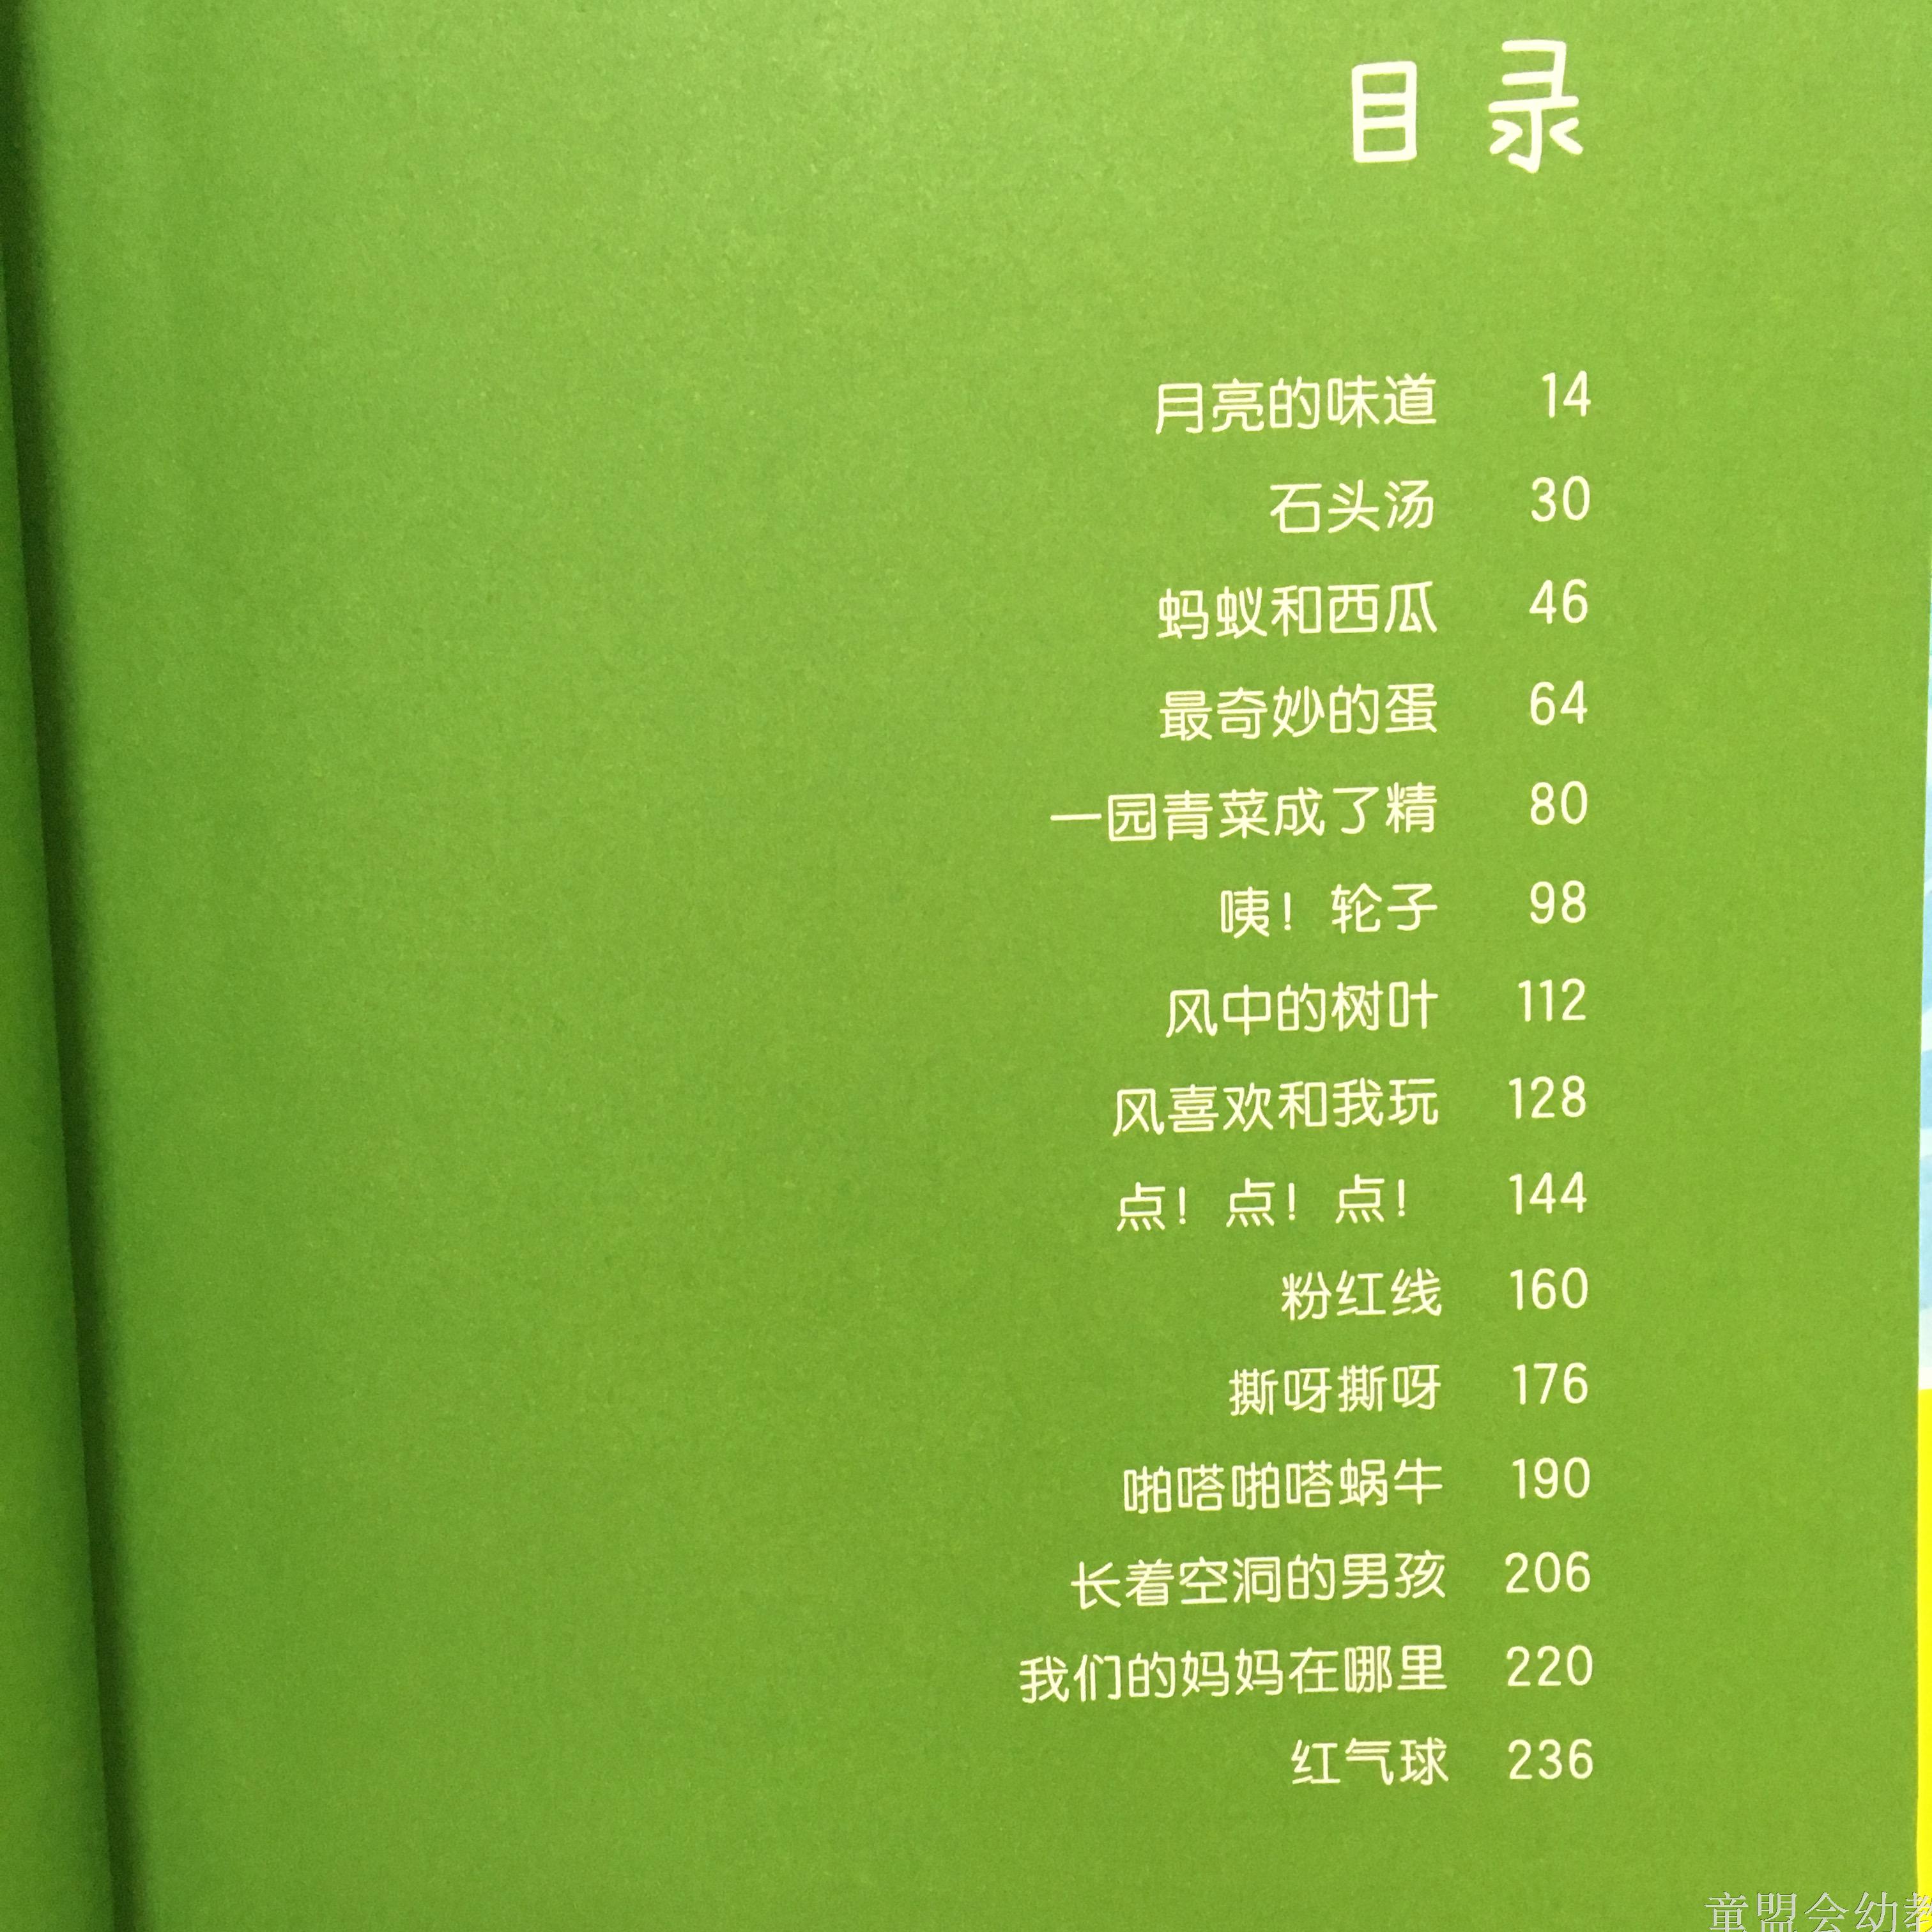 目 录
月亮的味道 14
石头汤 30
蚂蚁和西瓜 46
最奇妙的蛋 64
一园青菜成了精 80
咦！轮子 98
风中的树叶 112
风喜欢和我玩 128
点！点！点！ 144
粉红线 160
撕呀撕呀 176
啪嗒啪嗒蜗牛 190
长着空洞的男孩 206
我们的妈妈在哪里 220
红气球 236
童盟会幼教